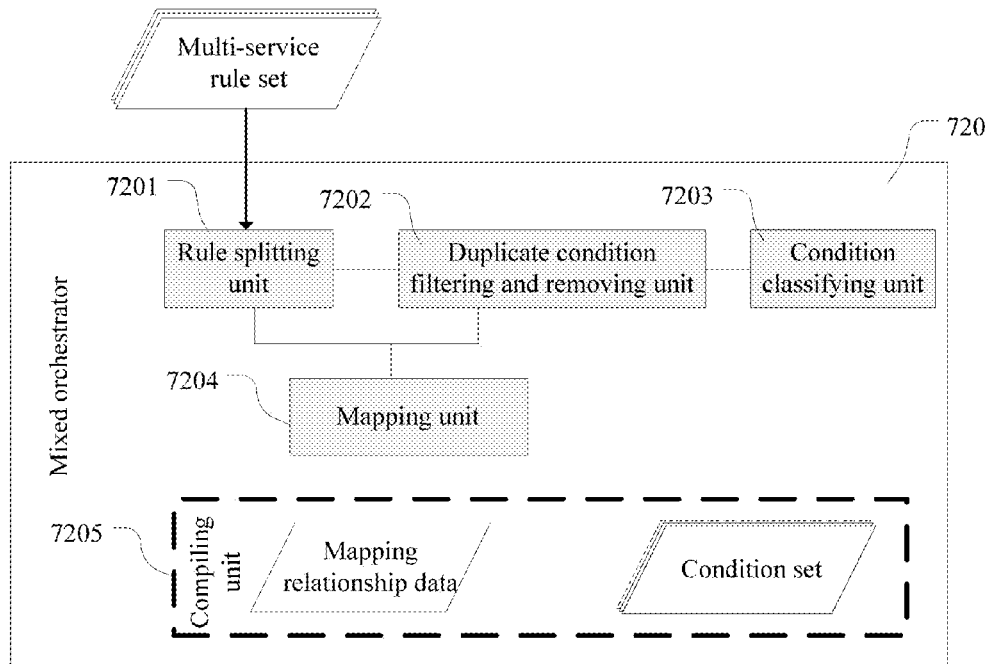 Multi-service
rule set
720
7201
7202
7203
Rule splitting
unit
Duplicate condition
filtering and removing unit
Condition
classifying unit
Mixed orchestrator
7204
Mapping unit
7205
Compiling
unit
Mapping
relationship data
Condition set